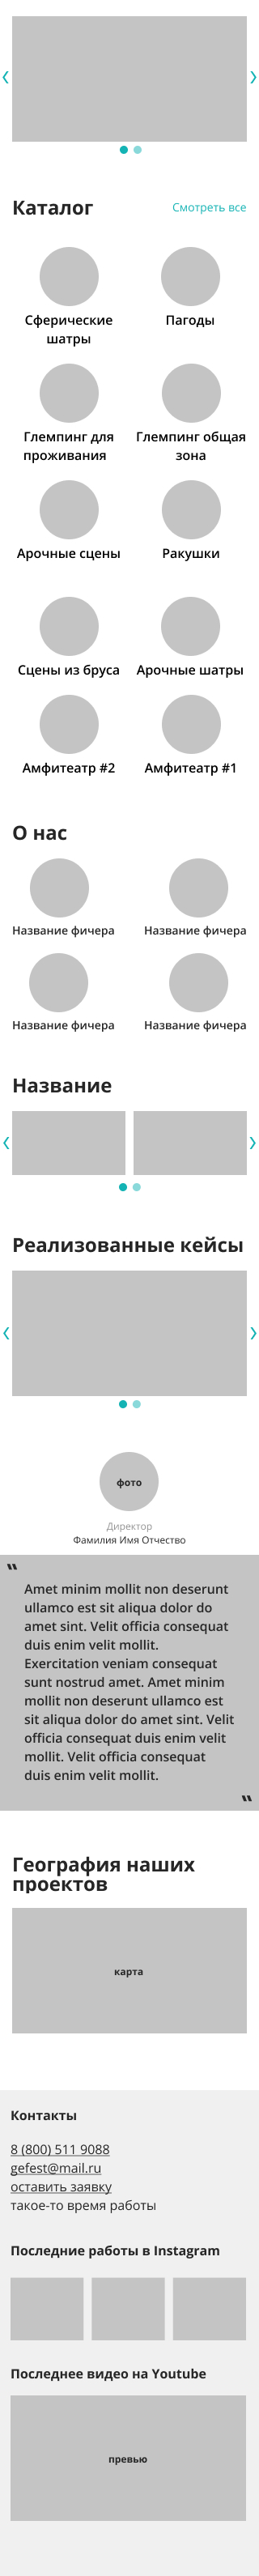 Каталог
Смотреть все
Сферические
шатры
Пагоды
Глемпинг для
проживания
Глемпинг общая
зона
Арочные сцены
Ракушки
Сцены из бруса
Арочные шатры
Амфитеатр #2
Амфитеатр #1
О нас
Название фичера
Название фичера
Название фичера
Название фичера
Название
Реализованные кейсы
фото
Директор
Фамилия Имя Отчество
"
Amet minim mollit non deserunt
ullamco est sit aliqua dolor do
amet sint. Velit officia consequat
duis enim velit mollit.
Exercitation veniam consequat
sunt nostrud amet. Amet minim
mollit non deserunt ullamco est
sit aliqua dolor do amet sint. Velit
officia consequat duis enim velit
mollit. Velit officia consequat
duis enim velit mollit.
"
География наших
проектов
карта
Контакты
8 (800) 511 9088
gefest@mail.ru
оставить заявку
такое-то время работы
Последние работы в Instagram
Последнее видео на Youtube
превью